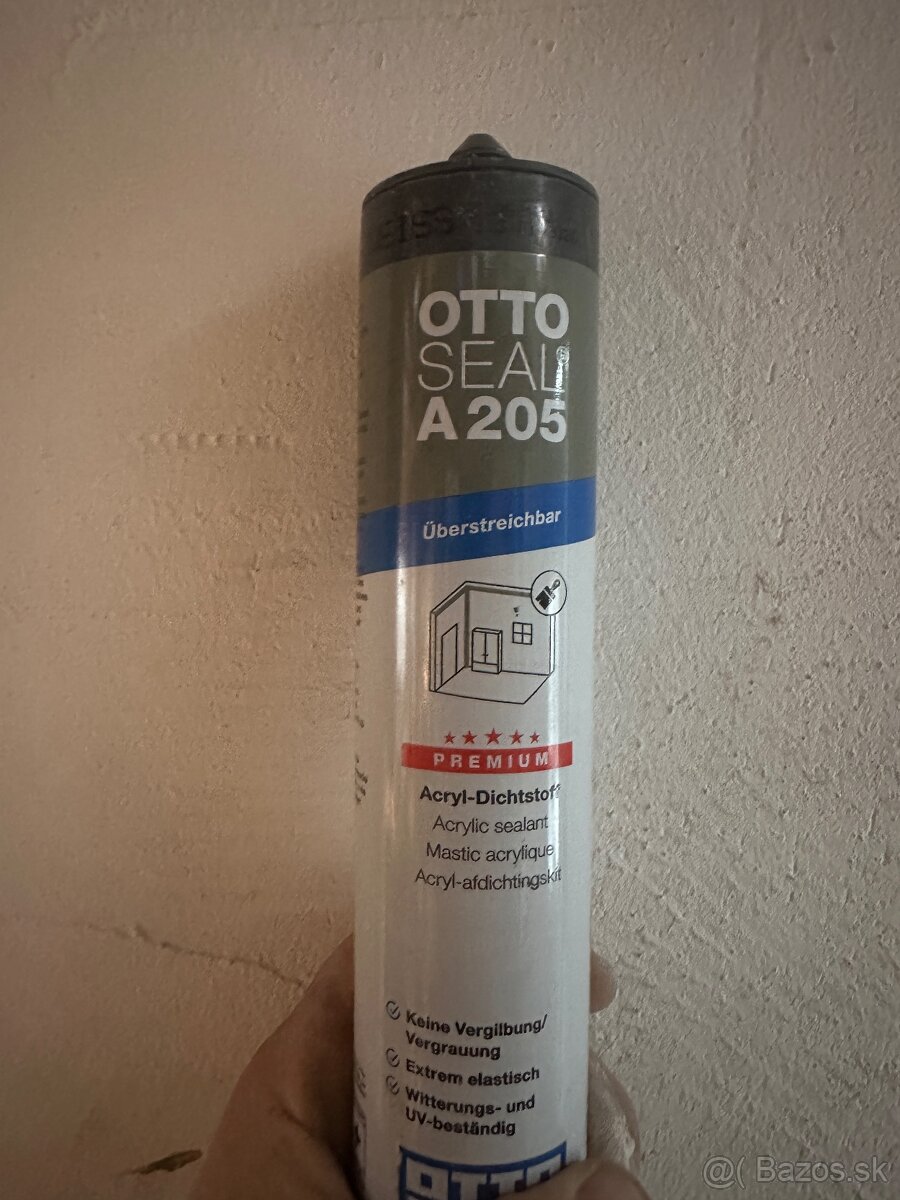 OTTO
SEAL®
A 205
Überstreichbar
PREMIUM
Acryl-Dichtstoff
Acrylic sealant
Mastic acrylique
Acryl-afdichtingskit
Keine Vergilbung/
Vergrauung
Extrem elastisch
Witterungs- und
UV-beständig
OTTO
@( Bazos.sk